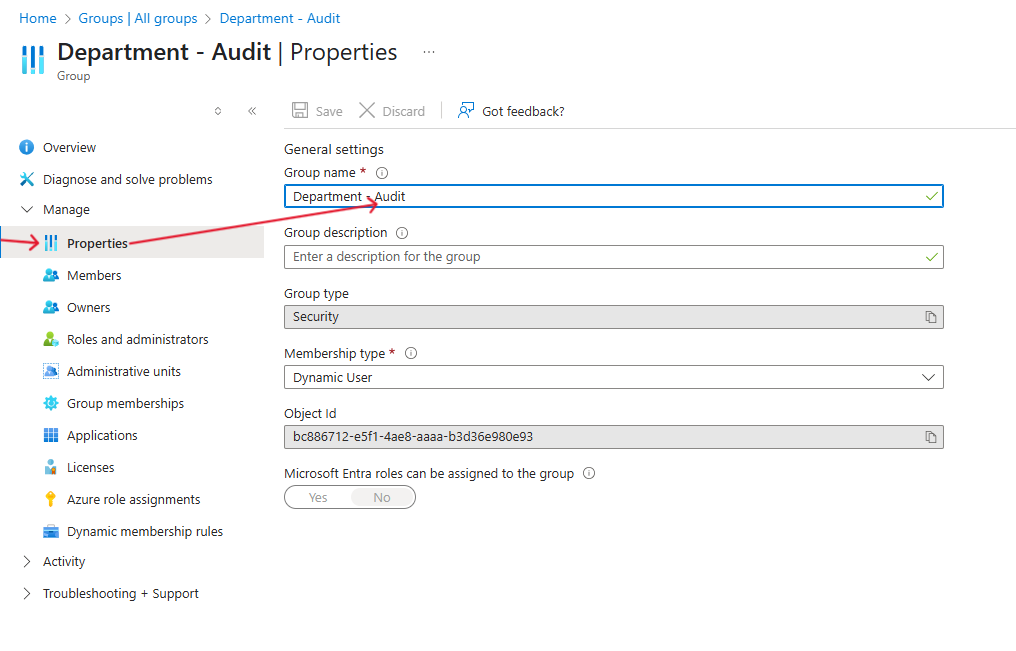 Home > Groups | All groups > Department - Audit
Department - Audit | Properties ...
Group
Save Discard Got feedback?
Overview
Diagnose and solve problems
Manage
Properties
Members
Owners
Roles and administrators
Administrative units
Group memberships
Applications
Licenses
Azure role assignments
Dynamic membership rules
Activity
Troubleshooting + Support
General settings
Group name *
Department - Audit
Group description
Enter a description for the group
Group type
Security
Membership type *
Dynamic User
Object Id
bc886712-e5f1-4ae8-aaaa-b3d36e980e93
Microsoft Entra roles can be assigned to the group
Yes No